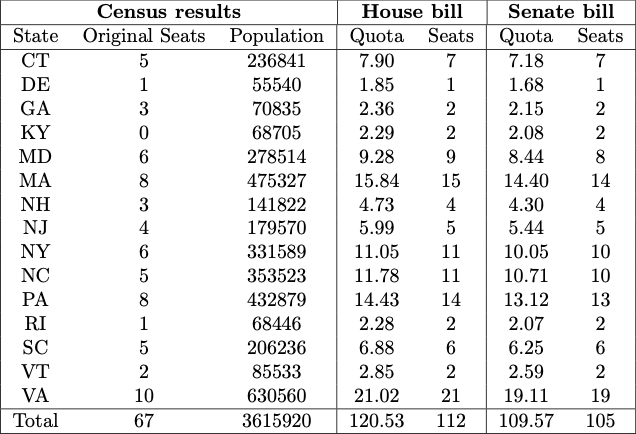 Census results House bill Senate bill
State Original Seats Population Quota Seats Quota Seats
CT 5 236841 7.90 7 7.18 7
DE 1 55540 1.85 1 1.68 1
GA 3 70835 2.36 2 2.15 2
KY 0 68705 2.29 2 2.08 2
MD 6 278514 9.28 9 8.44 8
MA 8 475327 15.84 15 14.40 14
NH 3 141822 4.73 4 4.30 4
NJ 4 179570 5.99 5 5.44 5
NY 6 331589 11.05 11 10.05 10
NC 5 353523 11.78 11 10.71 10
PA 8 432879 14.43 14 13.12 13
RI 1 68446 2.28 2 2.07 2
SC 5 206236 6.88 6 6.25 6
VT 2 85533 2.85 2 2.59 2
VA 10 630560 21.02 21 19.11 19
Total 67 3615920 120.53 112 109.57 105